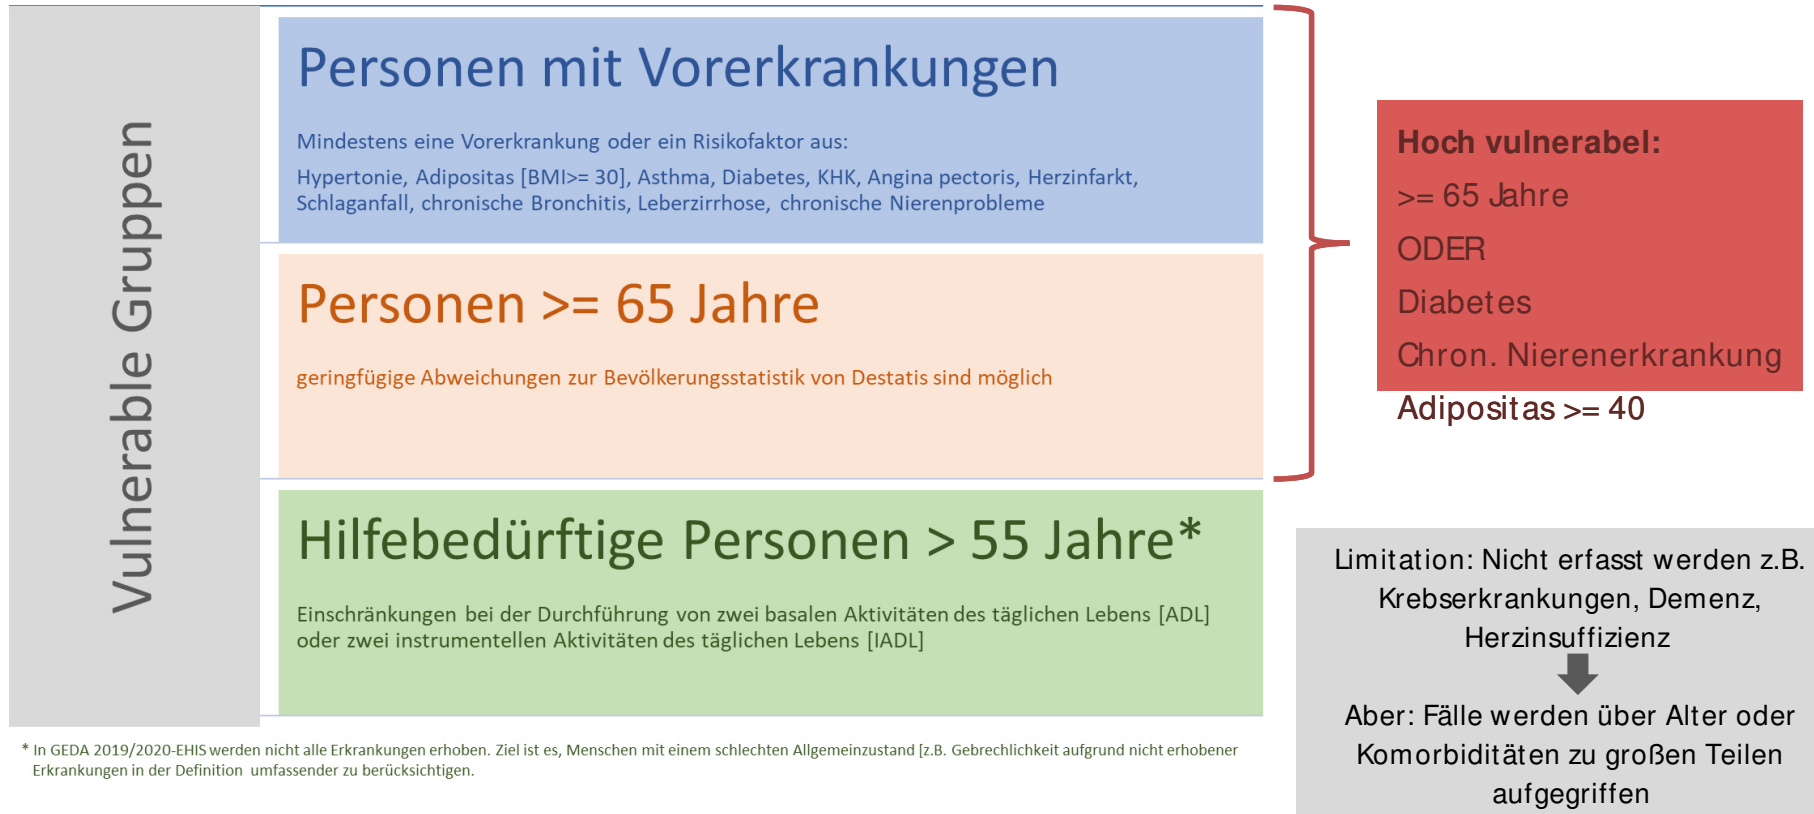 Vulnerable Gruppen
Personen mit Vorerkrankungen
Mindestens eine Vorerkrankung oder ein Risikofaktor aus:
Hypertonie, Adipositas [BMI>= 30], Asthma, Diabetes, KHK, Angina pectoris, Herzinfarkt,
Schlaganfall, chronische Bronchitis, Leberzirrhose, chronische Nierenprobleme
Personen >= 65 Jahre
geringfügige Abweichungen zur Bevölkerungsstatistik von Destatis sind möglich
Hilfebedürftige Personen > 55 Jahre*
Einschränkungen bei der Durchführung von zwei basalen Aktivitäten des täglichen Lebens [ADL]
oder zwei instrumentellen Aktivitäten des täglichen Lebens [IADL]
* In GEDA 2019/2020-EHIS werden nicht alle Erkrankungen erhoben. Ziel ist es, Menschen mit einem schlechten Allgemeinzustand [z.B. Gebrechlichkeit aufgrund nicht erhobener
Erkrankungen in der Definition umfassender zu berücksichtigen.
Hoch vulnerabel:
>= 65 Jahre
ODER
Diabetes
Chron. Nierenerkrankung
Adipositas >= 40
Limitation: Nicht erfasst werden z.B.
Krebserkrankungen, Demenz,
Herzinsuffizienz
Aber: Fälle werden über Alter oder
Komorbiditäten zu großen Teilen
aufgegriffen